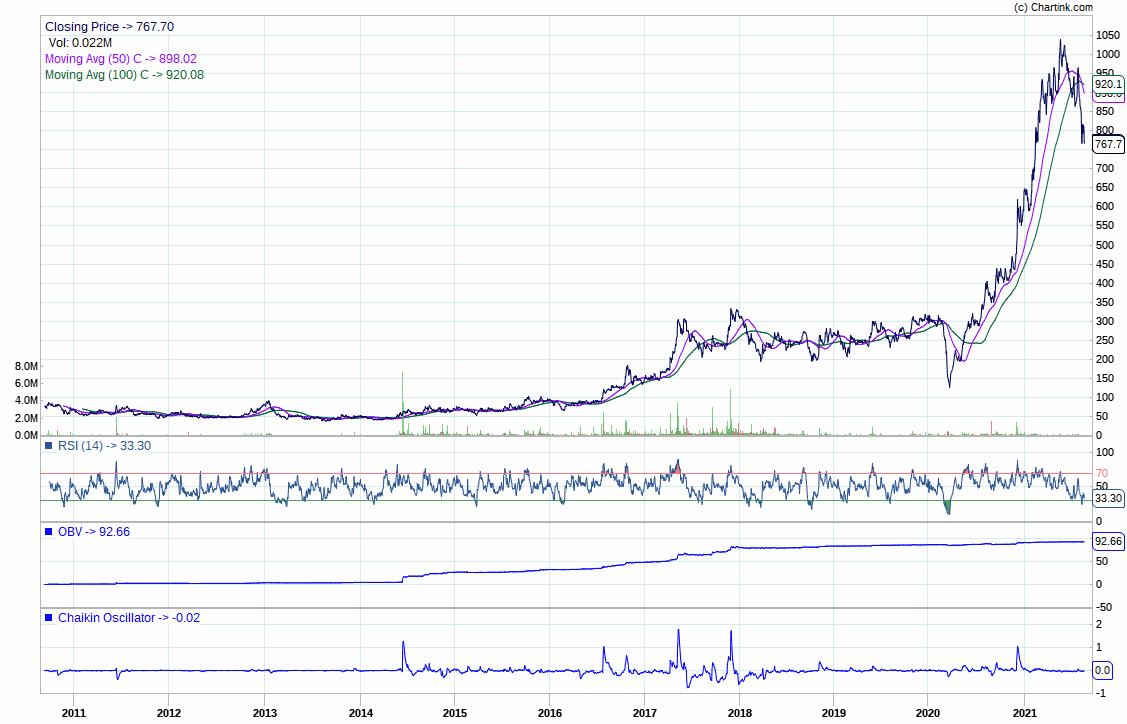 (c) Chartink.com
Closing Price -> 767.70
Vol: 0.022M
Moving Avg (50) C -> 898.02
Moving Avg (100) C -> 920.08
1050
1000
950
920.1
850
800
767.7
700
650
600
550
500
450
400
350
300
250
200
150
100
50
0
8.0M
6.0M
4.0M
2.0M
0.0M
RSI (14) -> 33.30
100
70
50
33.30
0
OBV -> 92.66
92.66
50
0
-50
Chaikin Oscillator -> -0.02
2
1
0.0
-1
2011 2012 2013 2014 2015 2016 2017 2018 2019 2020 2021